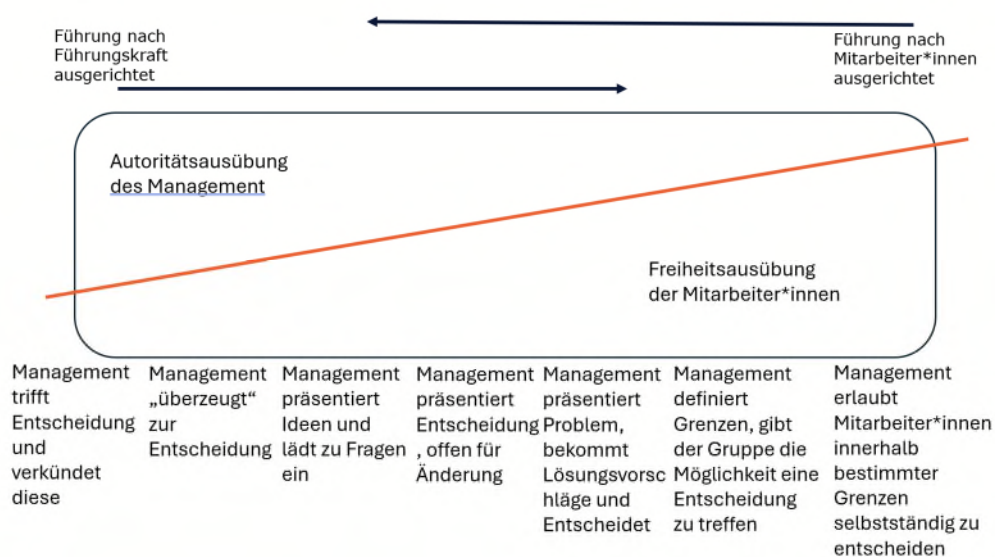 Führung nach
Führungskraft
ausgerichtet
Führung nach
Mitarbeiter*innen
ausgerichtet
Autoritätsausübung
des Management
Freiheitsausübung
der Mitarbeiter*innen
Management
trifft
Entscheidung
und
verkündet
diese
Management
„überzeugt“
zur
Entscheidung
Management
präsentiert
Ideen und
lädt zu Fragen
ein
Management
präsentiert
Entscheidung
, offen für
Änderung
Management
präsentiert
Problem,
bekommt
Lösungsvorsc
hläge und
Entscheidet
Management
definiert
Grenzen, gibt
der Gruppe die
Möglichkeit eine
Entscheidung
zu treffen
Management
erlaubt
Mitarbeiter*innen
innerhalb
bestimmter
Grenzen
selbstständig zu
entscheiden